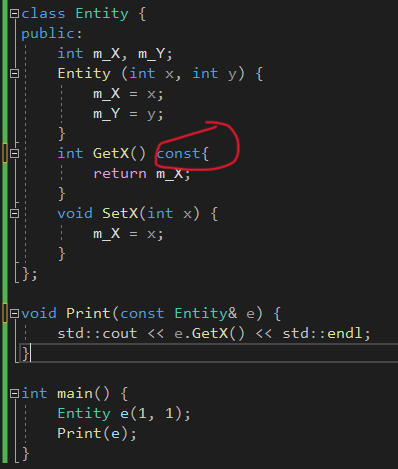 class Entity {
public:
    int m_X, m_Y;
    Entity (int x, int y) {
        m_X = x;
        m_Y = y;
    }
    int GetX() const{
        return m_X;
    }
    void SetX(int x) {
        m_X = x;
    }
};

void Print(const Entity& e) {
    std::cout << e.GetX() << std::endl;
}

int main() {
    Entity e(1, 1);
    Print(e);
}